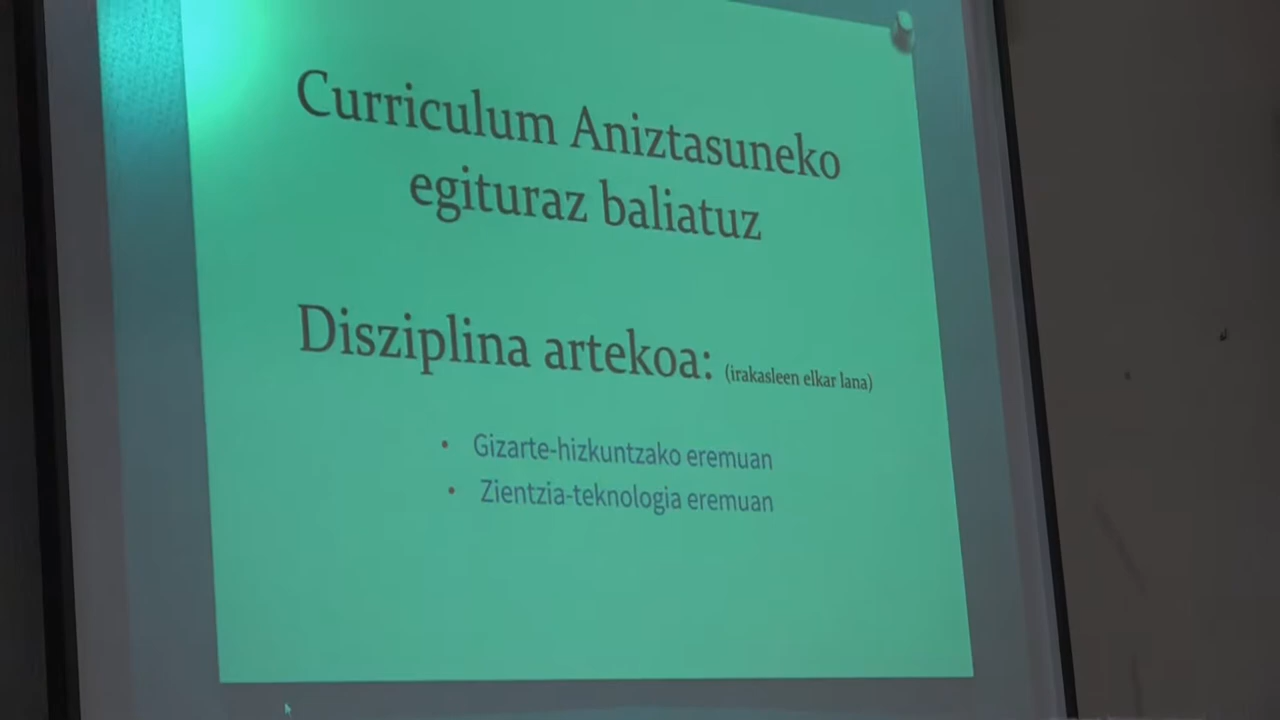 Curriculum Aniztasuneko
egituraz baliatuz
Disziplina artekoa: (irakasleen elkar lana)
• Gizarte-hizkuntzako eremuan
• Zientzia-teknologia eremuan